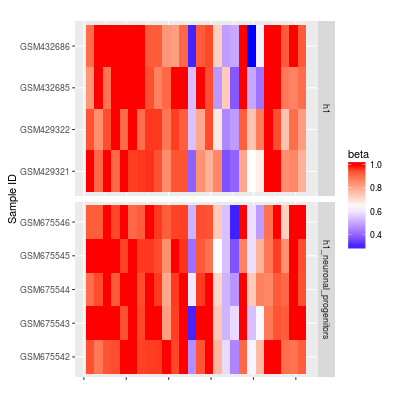 GSM432686
GSM432685
GSM429322
GSM429321
h1
GSM675546
GSM675545
GSM675544
GSM675543
GSM675542
h1_neuronal_progenitors
Sample ID
beta
1.0
0.8
0.6
0.4